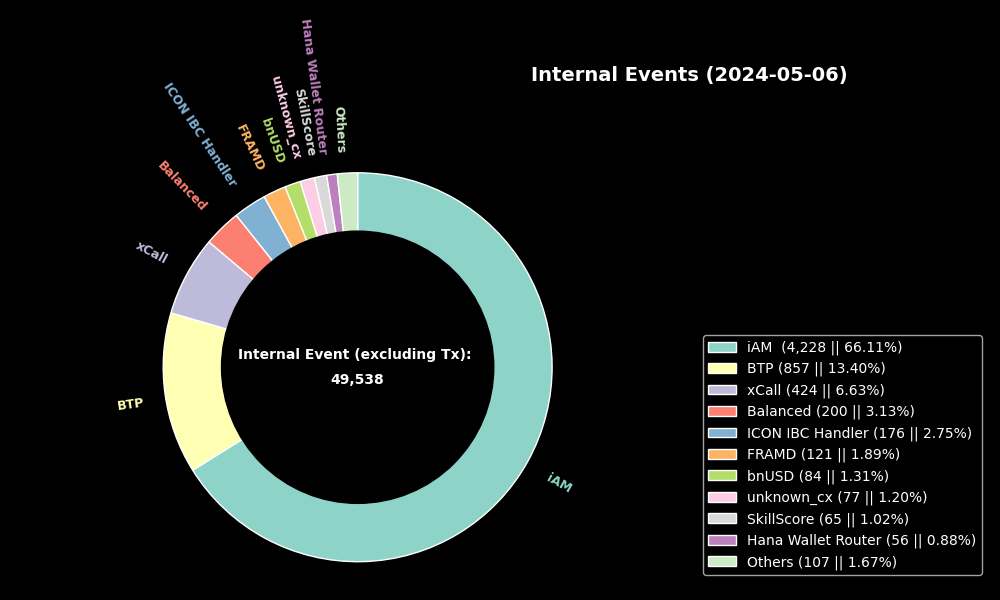 Internal Events (2024-05-06)
Hana Wallet Router
Others
SkillScore
unknown_cx
bnUSD
FRAMD
ICON IBC Handler
Balanced
xCall
BTP
iAM
Internal Event (excluding Tx):
49,538
iAM  (4,228 || 66.11%)
BTP (857 || 13.40%)
xCall (424 || 6.63%)
Balanced (200 || 3.13%)
ICON IBC Handler (176 || 2.75%)
FRAMD (121 || 1.89%)
bnUSD (84 || 1.31%)
unknown_cx (77 || 1.20%)
SkillScore (65 || 1.02%)
Hana Wallet Router (56 || 0.88%)
Others (107 || 1.67%)